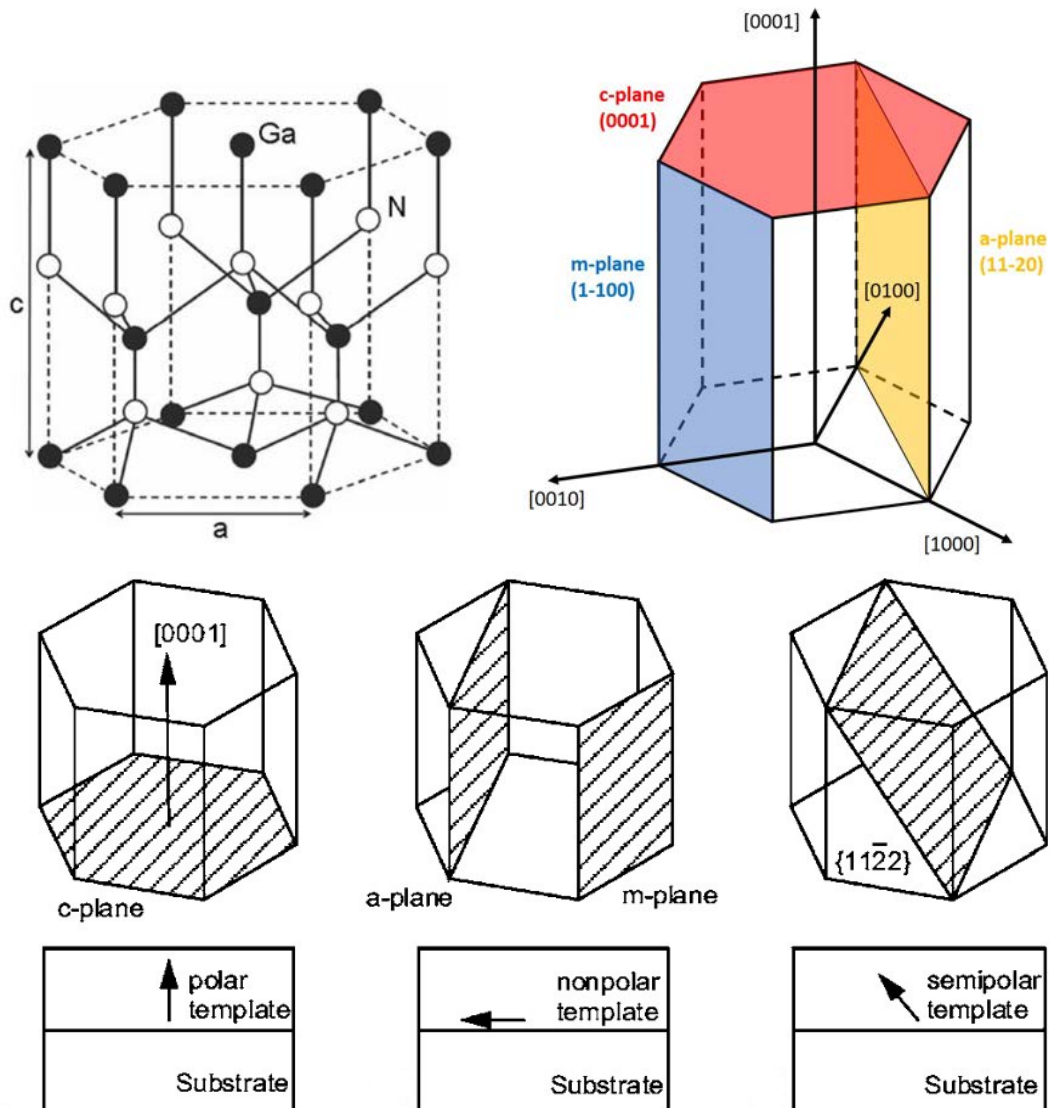 Ga
N
c
a
[0001]
c-plane
(0001)
m-plane
(1-100)
a-plane
(11-20)
[0100]
[0010]
[1000]
[0001]
c-plane
a-plane
m-plane
{112̅2}
polar
template
Substrate
nonpolar
template
Substrate
semipolar
template
Substrate